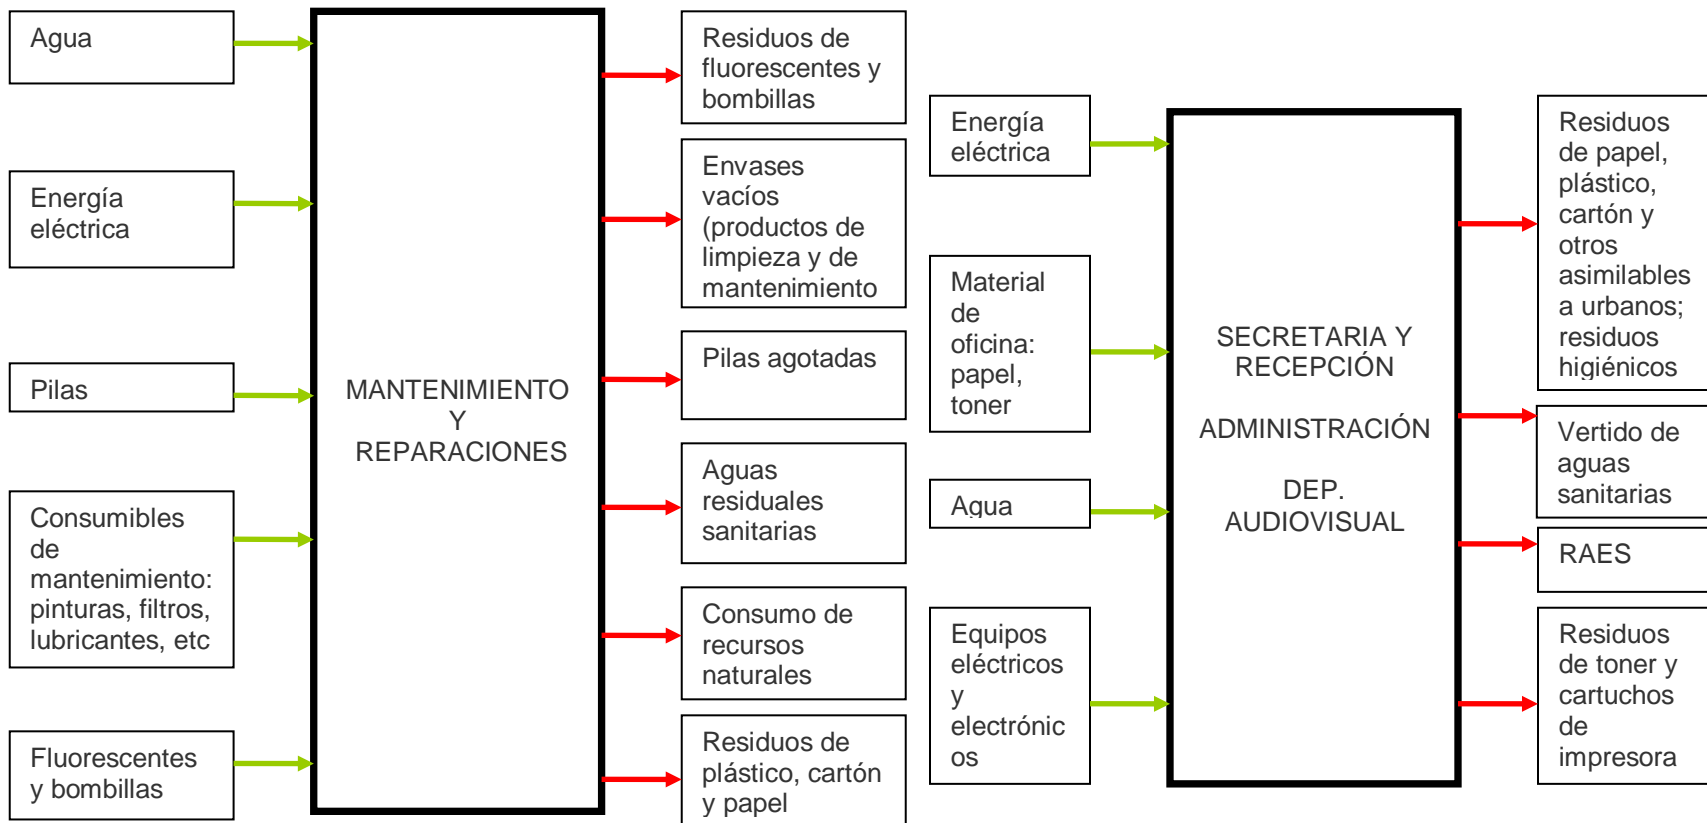 Agua
Energía
eléctrica
Pilas
Consumibles
de
mantenimiento:
pinturas, filtros,
lubricantes, etc
Fluorescentes
y bombillas
MANTENIMIENTO
Y
REPARACIONES
Residuos de
fluorescentes y
bombillas
Envases
vacíos
(productos de
limpieza y de
mantenimiento
Pilas agotadas
Aguas
residuales
sanitarias
Consumo de
recursos
naturales
Residuos de
plástico, cartón
y papel
Energía
eléctrica
Material
de
oficina:
papel,
toner
Agua
Equipos
eléctricos
y
electrónic
os
SECRETARIA Y
RECEPCIÓN
ADMINISTRACIÓN
DEP.
AUDIOVISUAL
Residuos
de papel,
plástico,
cartón y
otros
asimilables
a urbanos;
residuos
higiénicos
Vertido de
aguas
sanitarias
RAES
Residuos
de toner y
cartuchos
de
impresora